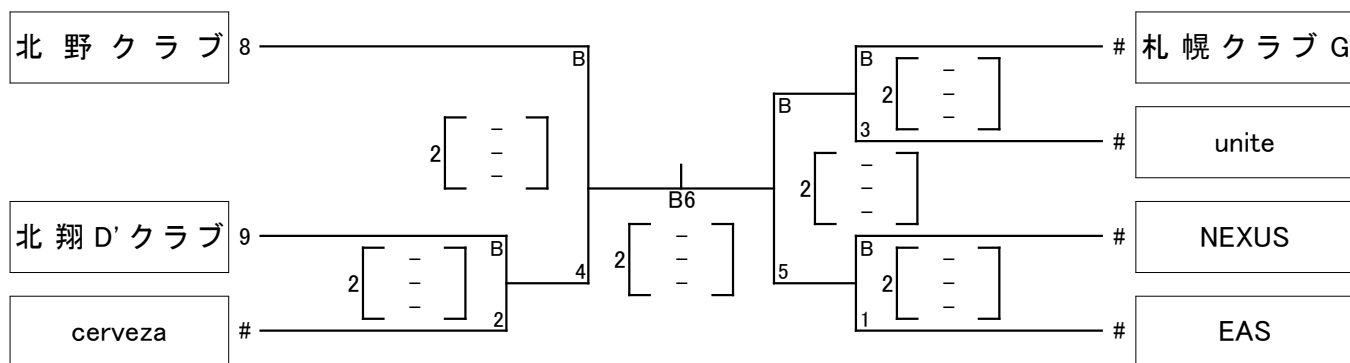 北野クラブ 8
B
2 - - -
北翔D'クラブ 9
B
2 - - -
4
2
cerveza #
B6
2 - - -
# 札幌クラブG
B
2 - - -
B
3
# unite
2 - - -
# NEXUS
B
2 - - -
5
1
# EAS